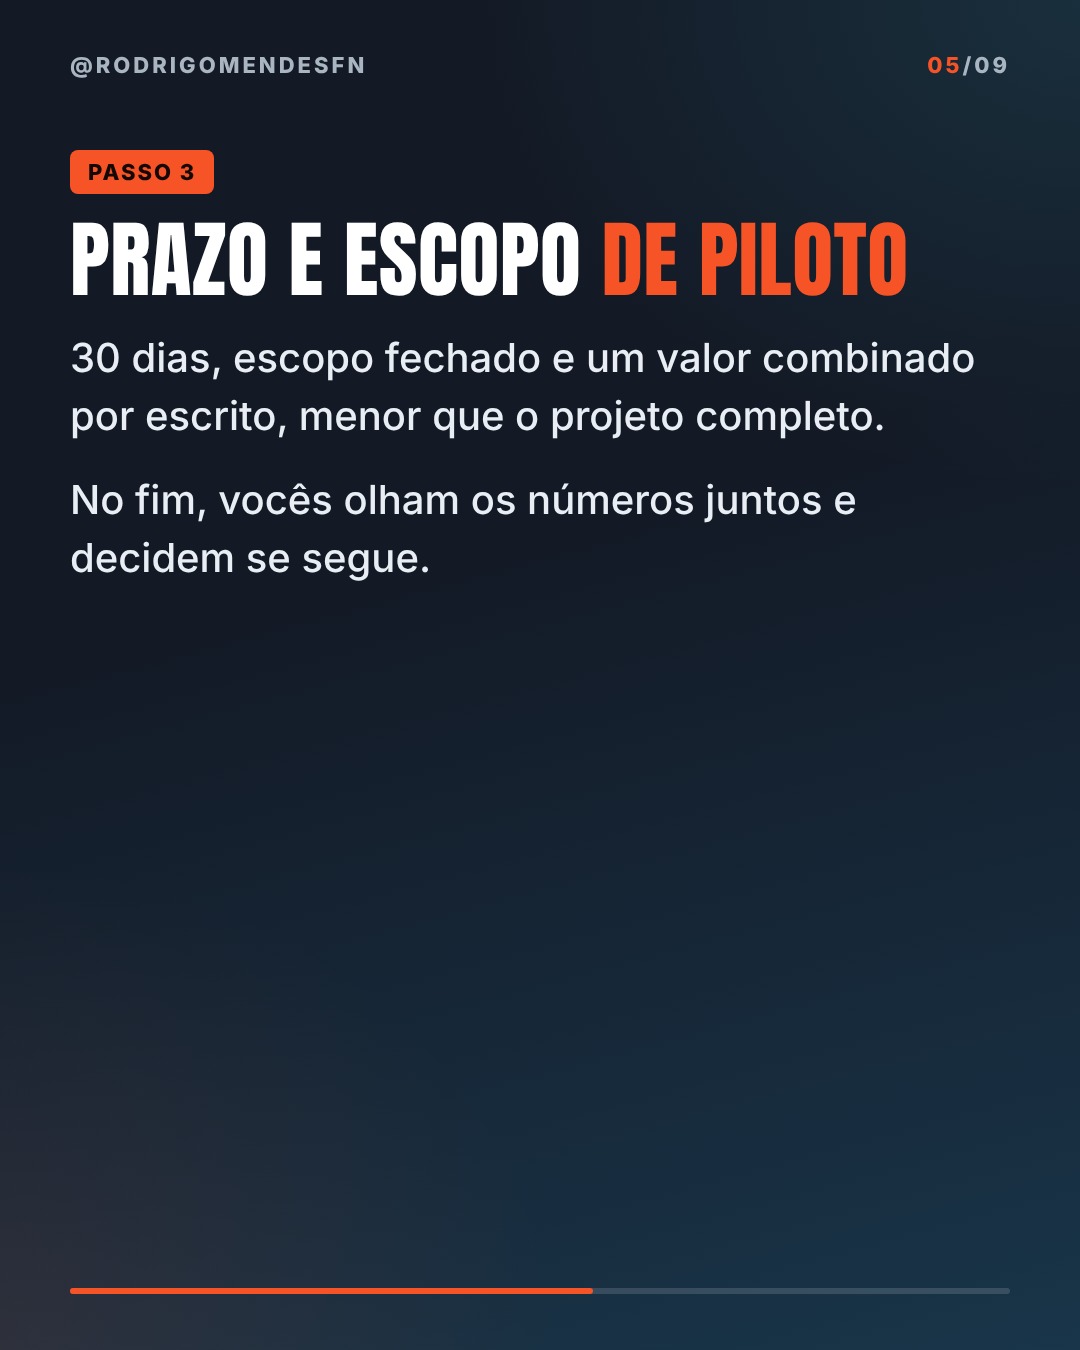 @RODRIGOMENDESFN
05/09
PASSO 3
PRAZO E ESCOPO DE PILOTO
30 dias, escopo fechado e um valor combinado
por escrito, menor que o projeto completo.
No fim, vocês olham os números juntos e
decidem se segue.